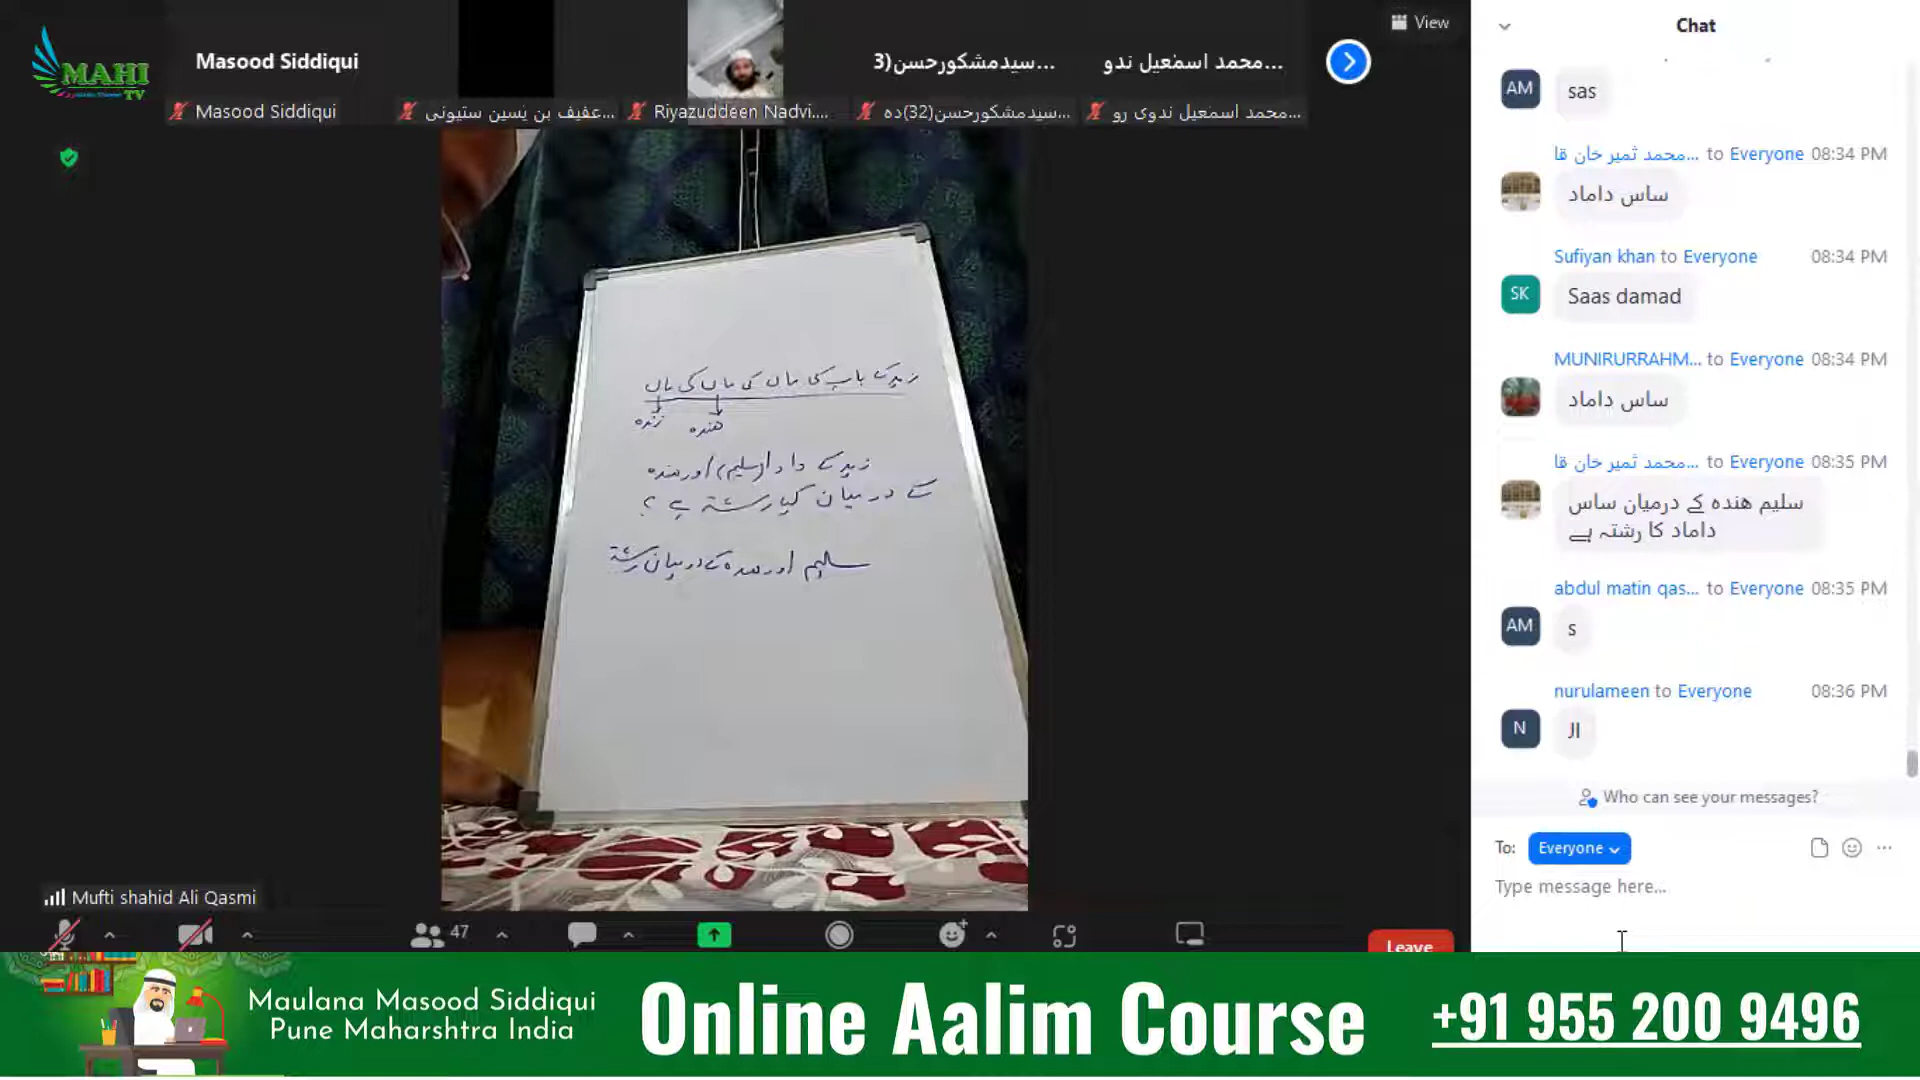 MAHI
TV
Masood Siddiqui
سیدمشکورحسن(3...
محمد اسمٰعیل ندو...
View
Masood Siddiqui
عفیف بن یٰسین ستپونی...
Riyazuddeen Nadvi....
سیدمشکورحسن(32)ده...
محمد اسمٰعیل ندوی رو...
زید کے باپ کی ماں کی ماں کی ماں
ھندہ
زندہ
زید کے دادا (سلیم) اور ھندہ
کے درمیان کیا رشتہ ہے ؟
سلیم اور ھندہ کے درمیان رشتہ
Mufti shahid Ali Qasmi
47
Leave
Chat
AM
sas
محمد ثمیر خان قا... to Everyone 08:34 PM
ساس داماد
Sufiyan khan to Everyone 08:34 PM
SK
Saas damad
MUNIRURRAHM... to Everyone 08:34 PM
ساس داماد
محمد ثمیر خان قا... to Everyone 08:35 PM
سلیم ھندہ کے درمیان ساس
داماد کا رشتہ ہے
abdul matin qas... to Everyone 08:35 PM
AM
s
nurulameen to Everyone 08:36 PM
N
Who can see your messages?
To: Everyone
Type message here...
Maulana Masood Siddiqui
Pune Maharshtra India
Online Aalim Course
+91 955 200 9496